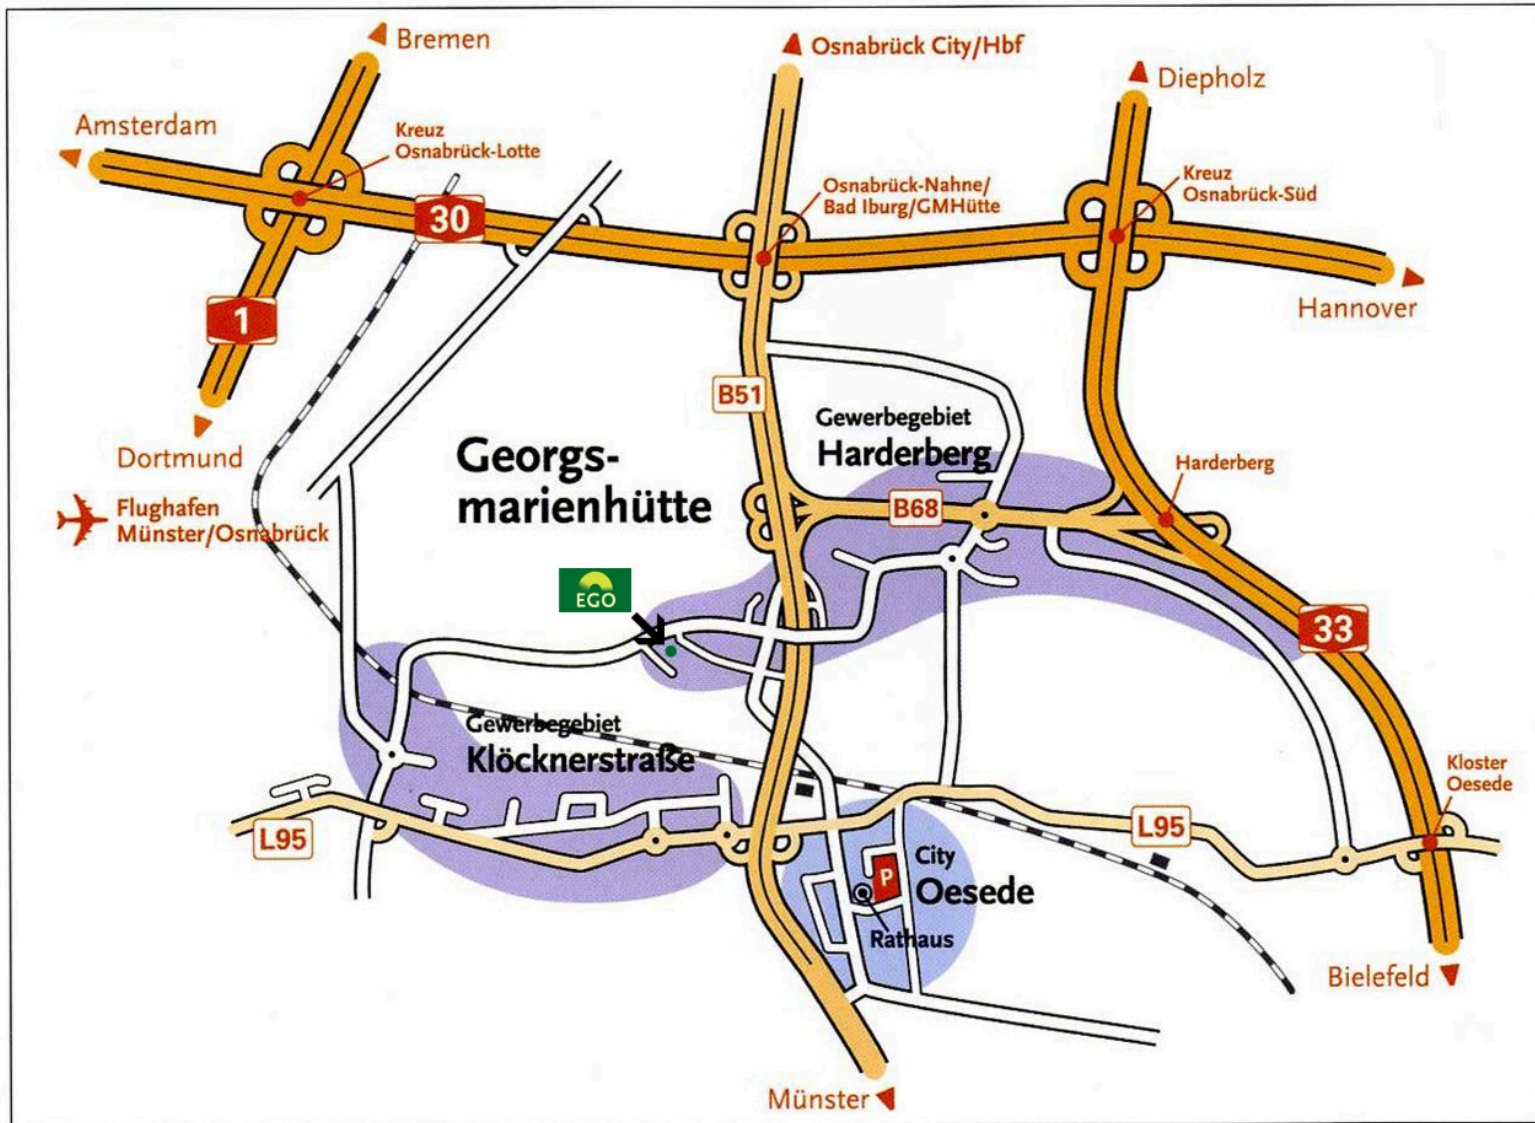 Bremen
Osnabrück City/Hbf
Diepholz
Amsterdam
Kreuz
Osnabrück-Lotte
30
Osnabrück-Nahne/
Bad Iburg/GMHütte
Kreuz
Osnabrück-Süd
1
Hannover
B51
Gewerbegebiet
Harderberg
Dortmund
Georgs-
marienhütte
Harderberg
Flughafen
Münster/Osnabrück
B68
EGO
33
Gewerbegebiet
Klöcknerstraße
Kloster
Oesede
L95
L95
City
Oesede
P
Rathaus
Bielefeld
Münster